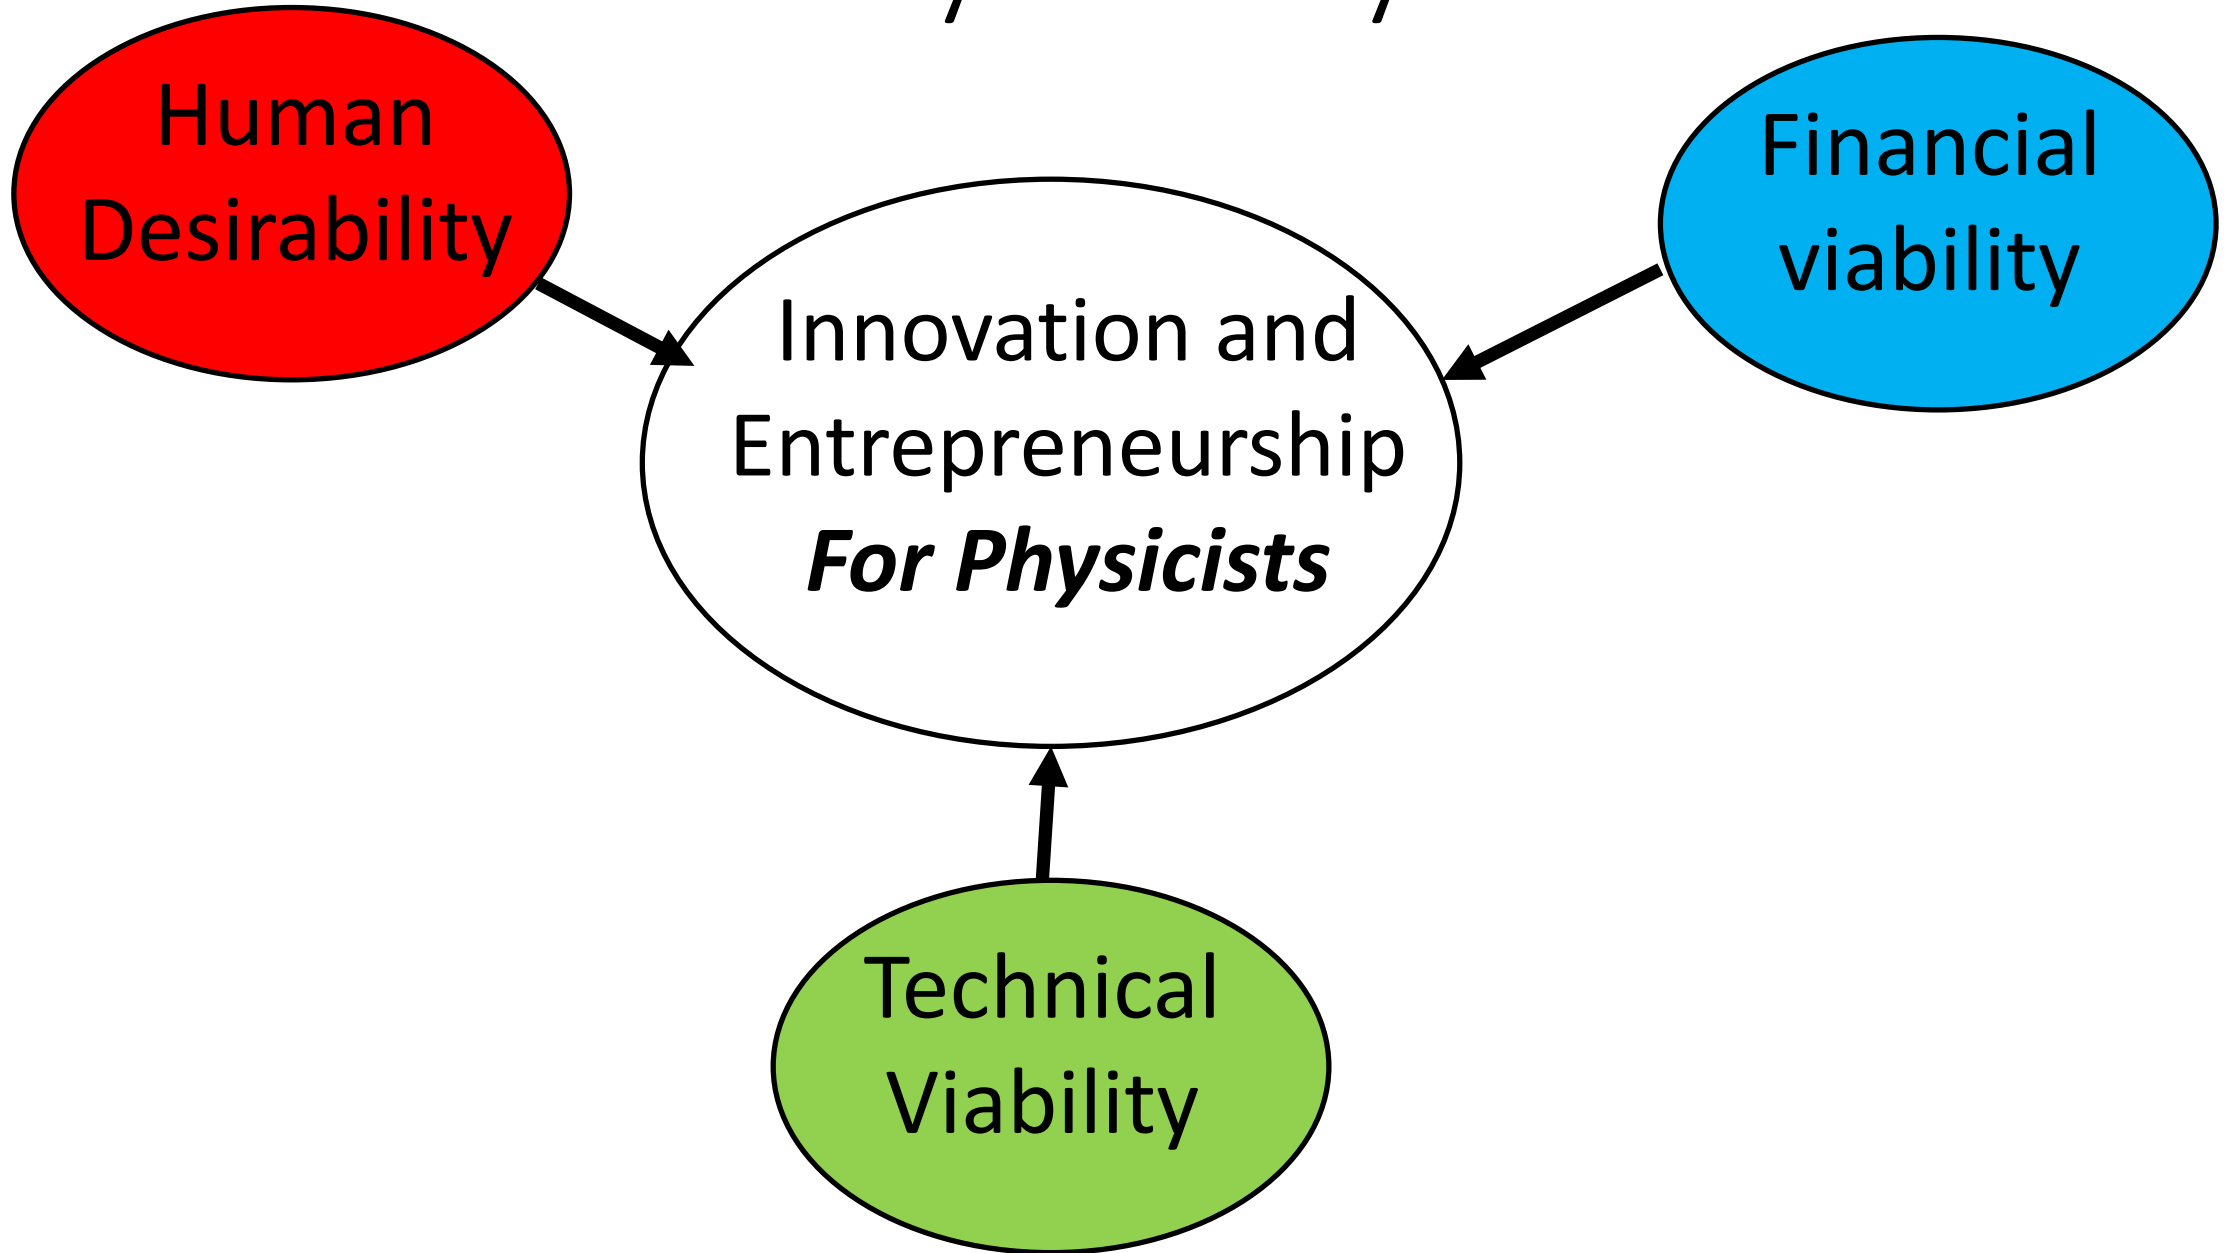 Human
Desirability
Financial
viability
Innovation and
Entrepreneurship
For Physicists
Technical
Viability